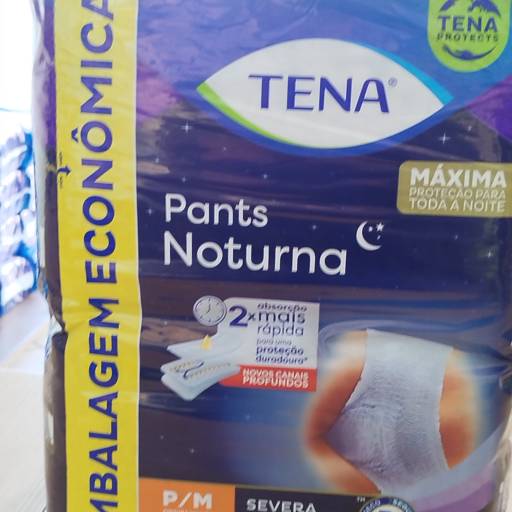 EMBALAGEM ECONÔMICA
TENA
PROTECTS
TENA®
MÁXIMA
PROTEÇÃO PARA
TODA A NOITE
Pants
Noturna
absorção
2x mais
rápida
para uma
proteção
duradoura*
NOVOS CANAIS
PROFUNDOS
P/M
SEVERA